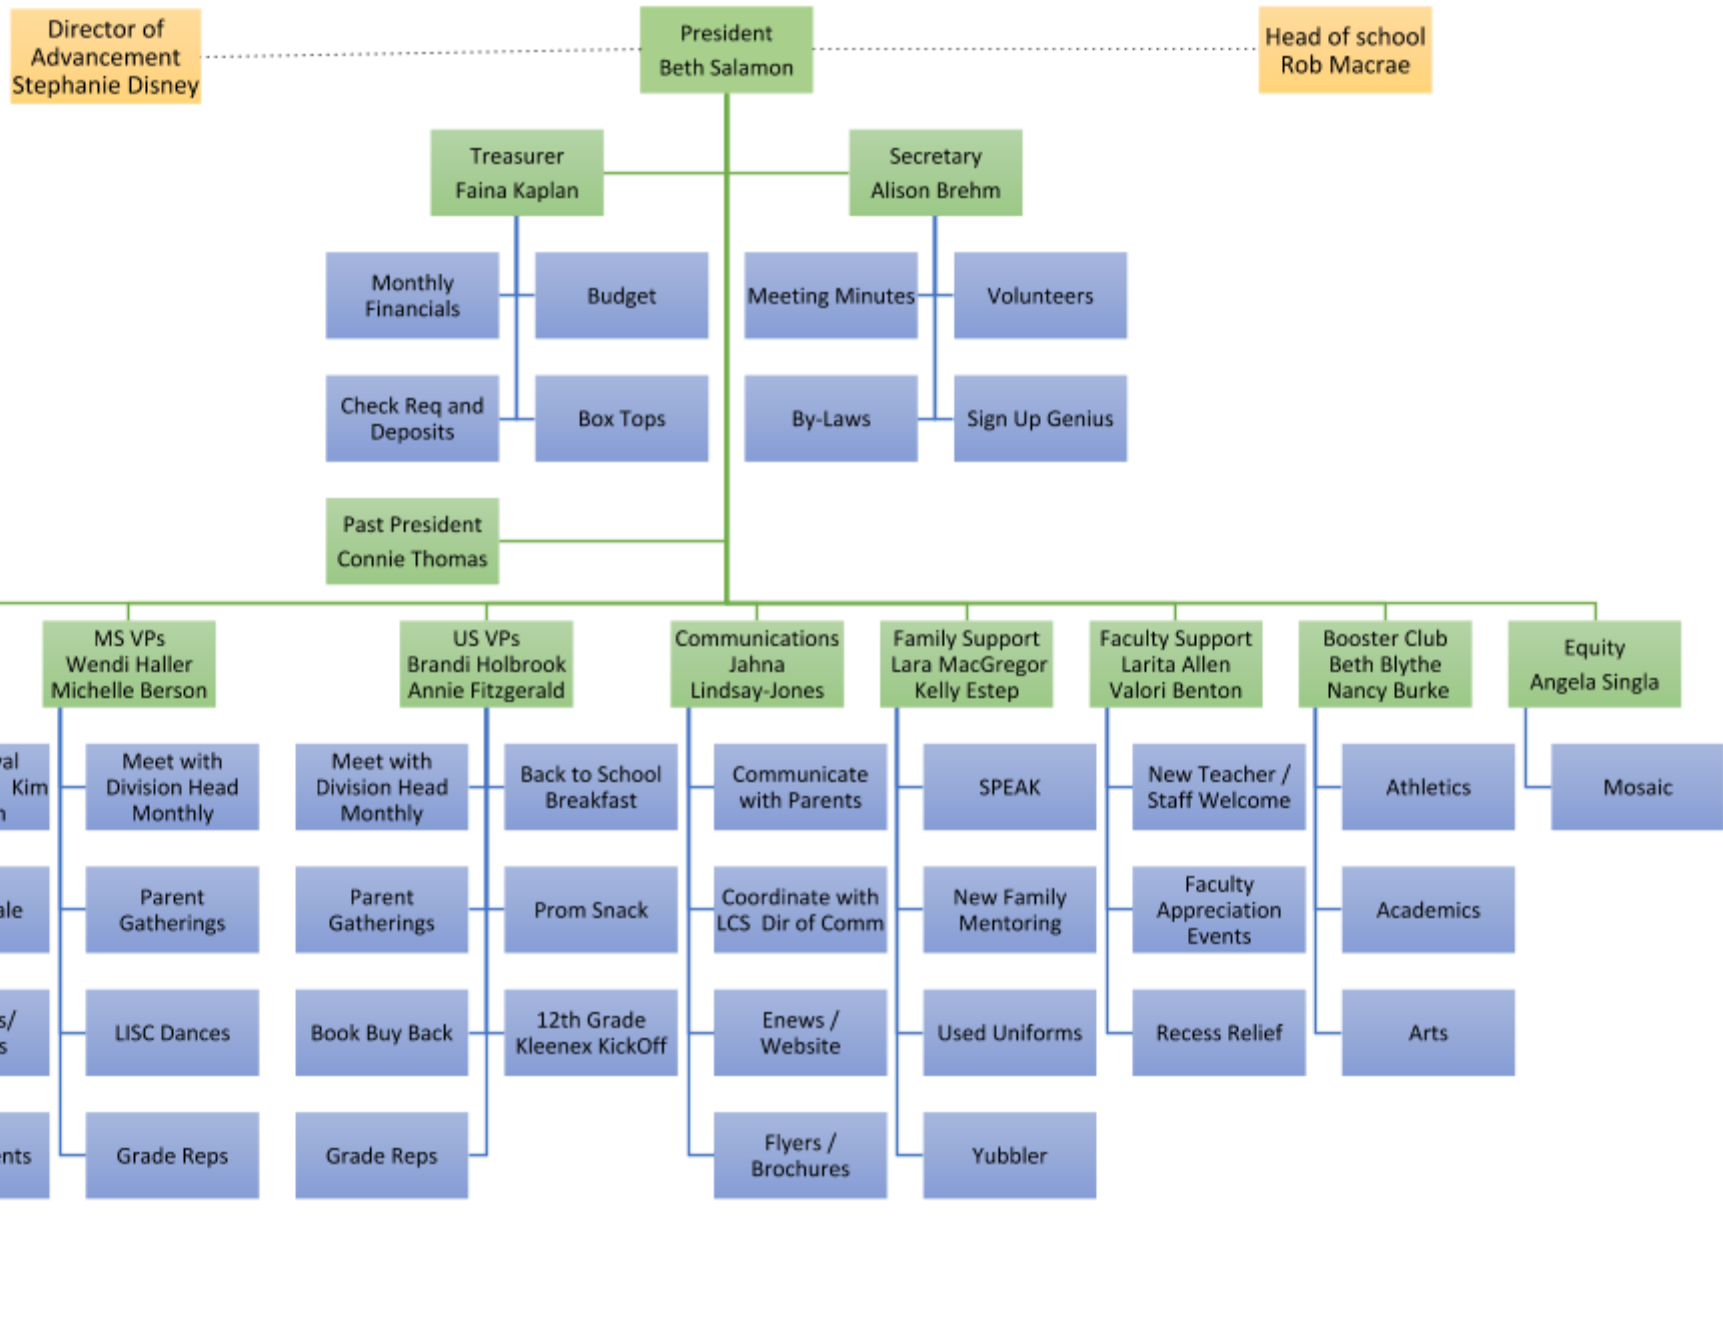 Director of
Advancement
Stephanie Disney
President
Beth Salamon
Head of school
Rob Macrae
Treasurer
Faina Kaplan
Secretary
Alison Brehm
Monthly
Financials
Budget
Meeting Minutes
Volunteers
Check Req and
Deposits
Box Tops
By-Laws
Sign Up Genius
Past President
Connie Thomas
MS VPs
Wendi Haller
Michelle Berson
US VPs
Brandi Holbrook
Annie Fitzgerald
Communications
Jahna
Lindsay-Jones
Family Support
Lara MacGregor
Kelly Estep
Faculty Support
Larita Allen
Valori Benton
Booster Club
Beth Blythe
Nancy Burke
Equity
Angela Singla
Kim
Meet with
Division Head
Monthly
Meet with
Division Head
Monthly
Back to School
Breakfast
Communicate
with Parents
SPEAK
New Teacher /
Staff Welcome
Athletics
Mosaic
Parent
Gatherings
Parent
Gatherings
Prom Snack
Coordinate with
LCS Dir of Comm
New Family
Mentoring
Faculty
Appreciation
Events
Academics
LISC Dances
Book Buy Back
12th Grade
Kleenex KickOff
Enews /
Website
Used Uniforms
Recess Relief
Arts
Grade Reps
Grade Reps
Flyers /
Brochures
Yubbler